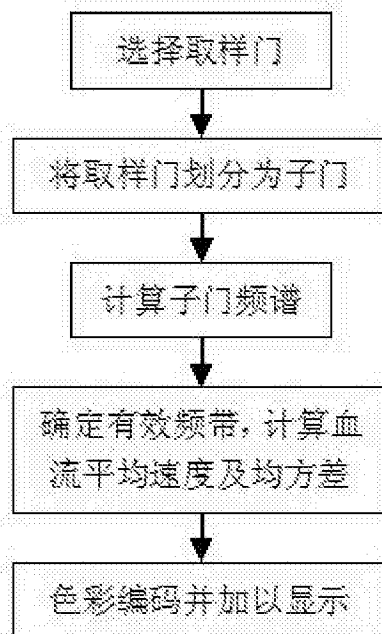 选择取样门
将取样门划分为子门
计算子门频谱
确定有效频带，计算血
流平均速度及均方差
色彩编码并加以显示